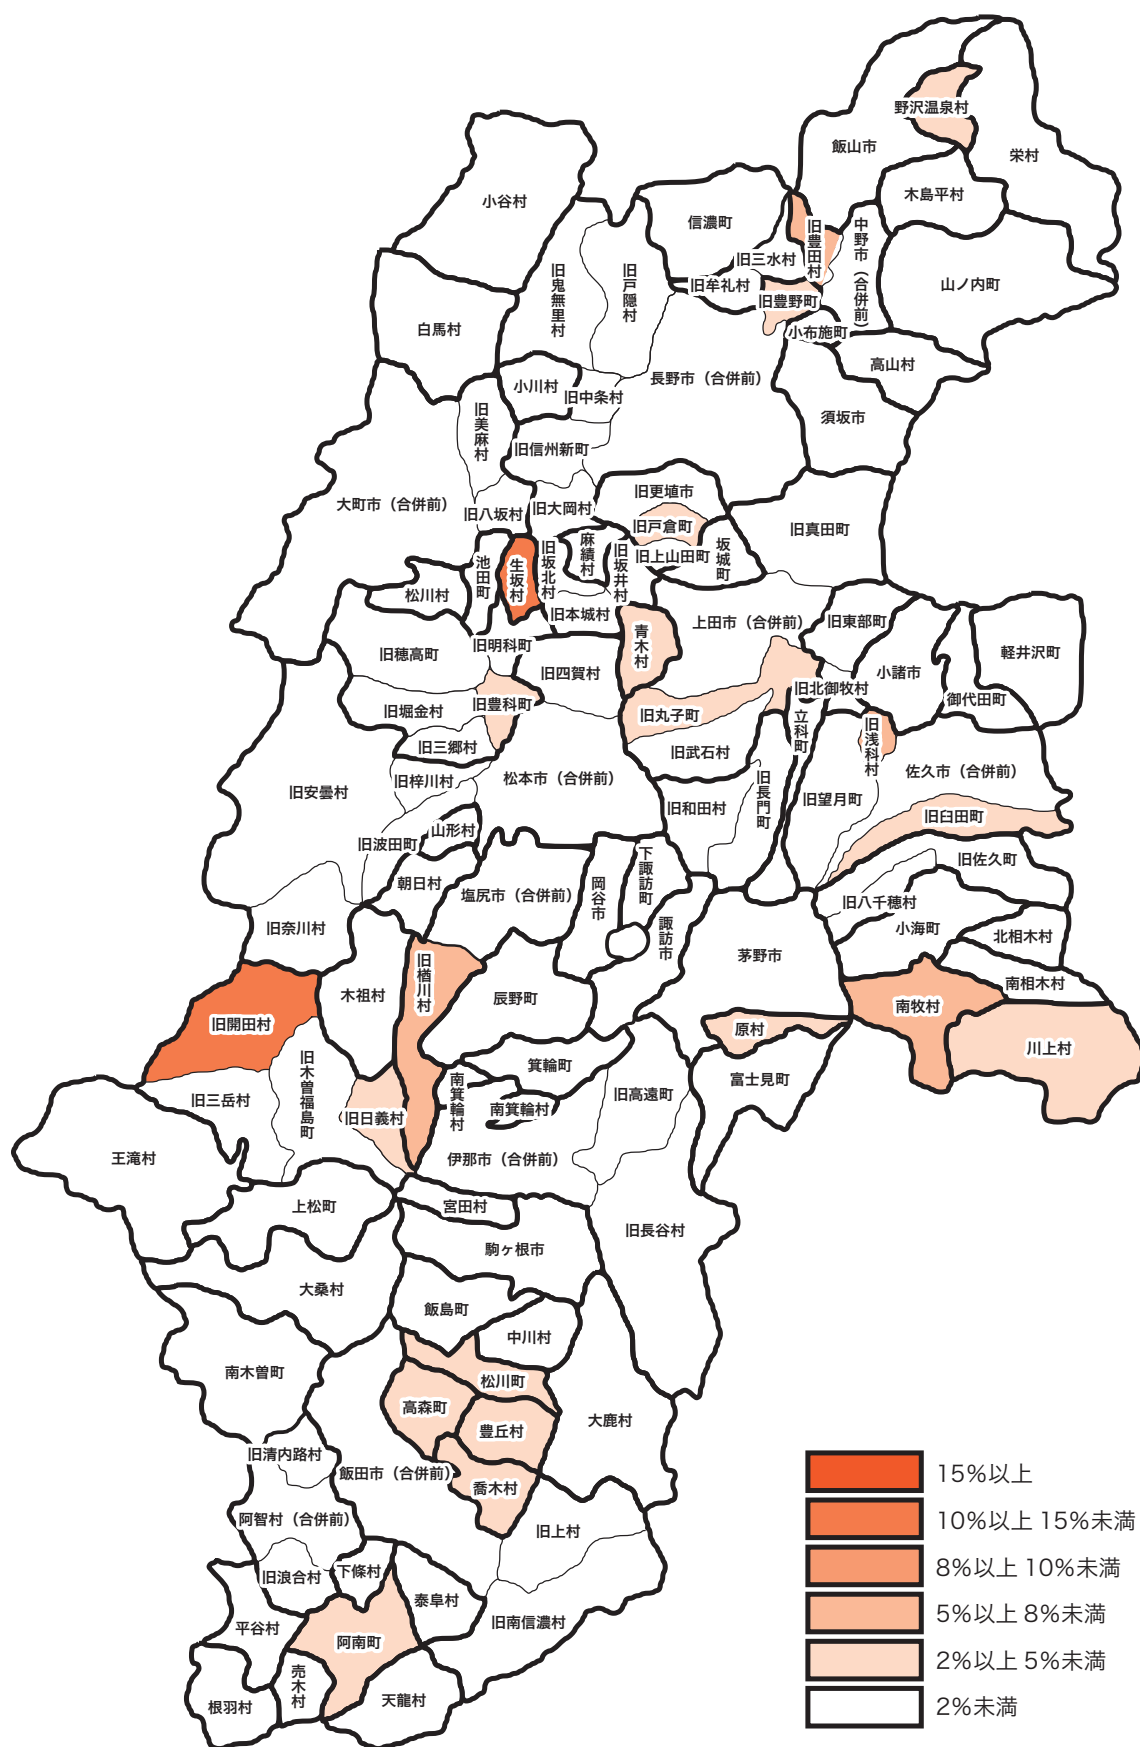 野沢温泉村
飯山市
栄村
木島平村
小谷村
信濃町
旧豊田村
中野市（合併前）
旧三水村
旧鬼無里村
旧戸隠村
旧牟礼村
山ノ内町
旧豊野町
白馬村
小布施町
高山村
長野市（合併前）
小川村
旧中条村
旧美麻村
須坂市
旧信州新町
旧更埴市
大町市（合併前）
旧八坂村
旧大岡村
旧戸倉町
旧真田町
麻績村
旧坂北村
旧坂井村
旧上山田町
坂城町
池田町
生坂村
松川村
旧本城村
青木村
上田市（合併前）
旧東部町
旧穂高町
旧明科町
旧四賀村
小諸市
軽井沢町
旧北御牧村
御代田町
旧堀金村
旧豊科町
旧丸子町
立科町
旧浅科村
旧三郷村
旧武石村
旧安曇村
旧梓川村
松本市（合併前）
旧和田村
旧長門町
旧望月町
佐久市（合併前）
旧臼田町
山形村
旧波田町
朝日村
塩尻市（合併前）
岡谷市
下諏訪町
諏訪市
旧佐久町
旧八千穂村
小海町
北相木村
旧奈川村
旧楢川村
茅野市
南相木村
木祖村
辰野町
南牧村
旧開田村
原村
川上村
旧木曽福島町
箕輪町
富士見町
旧三岳村
旧日義村
南箕輪村
南箕輪村
旧高遠町
王滝村
伊那市（合併前）
上松町
宮田村
旧長谷村
駒ヶ根市
大桑村
飯島町
中川村
南木曽町
松川町
高森町
豊丘村
大鹿村
旧清内路村
飯田市（合併前）
喬木村
阿智村（合併前）
旧上村
旧浪合村
下條村
泰阜村
旧南信濃村
平谷村
阿南町
売木村
根羽村
天龍村
15%以上
10%以上 15%未満
8%以上 10%未満
5%以上 8%未満
2%以上 5%未満
2%未満